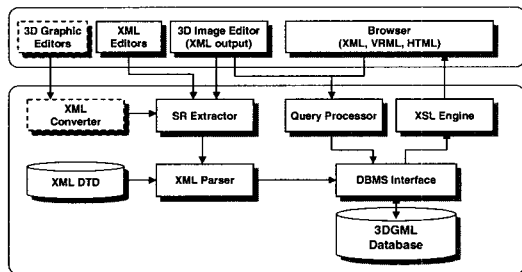 3D Graphic
Editors
XML
Editors
3D Image Editor
(XML output)
Browser
(XML, VRML, HTML)
XML
Converter
SR Extractor
Query Processor
XSL Engine
XML DTD
XML Parser
DBMS Interface
3DGML
Database